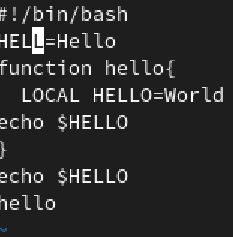 #!/bin/bash
HELL=Hello
function hello{
LOCAL HELLO=World
echo $HELLO
}
echo $HELLO
hello
~